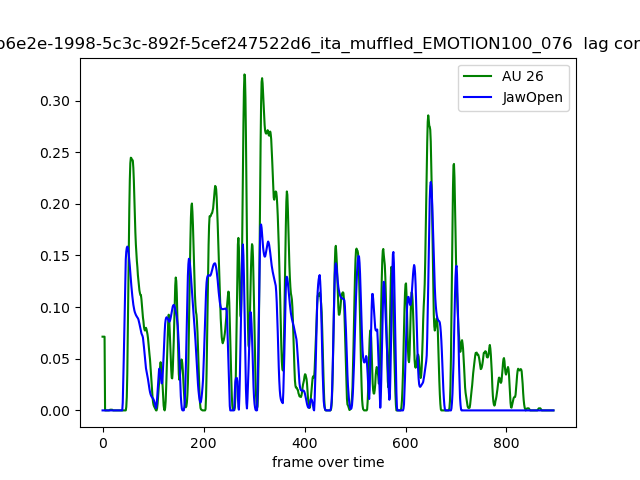 b6e2e-1998-5c3c-892f-5cef247522d6_ita_muffled_EMOTION100_076 lag cor
AU 26
JawOpen
0.30
0.25
0.20
0.15
0.10
0.05
0.00
0 200 400 600 800
frame over time